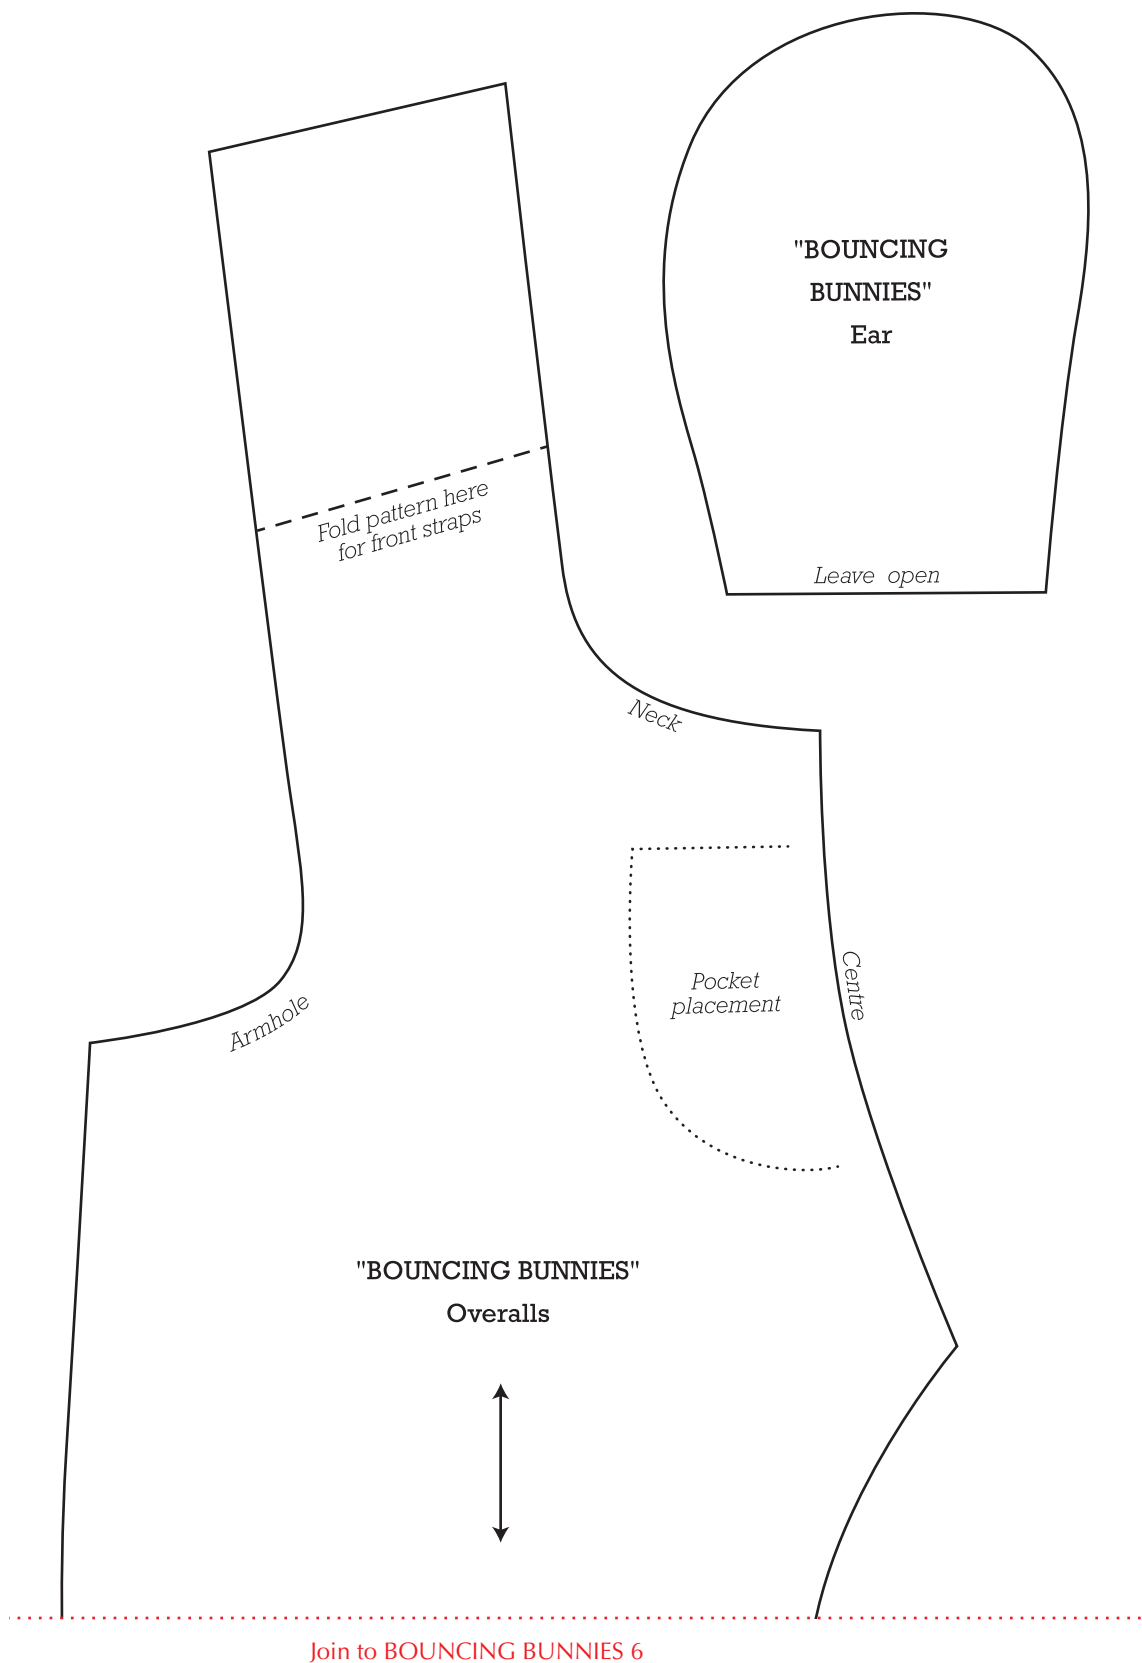 "BOUNCING
BUNNIES"
Ear
Leave open
Fold pattern here
for front straps
Neck
Pocket
placement
Centre
Armhole
"BOUNCING BUNNIES"
Overalls
Join to BOUNCING BUNNIES 6